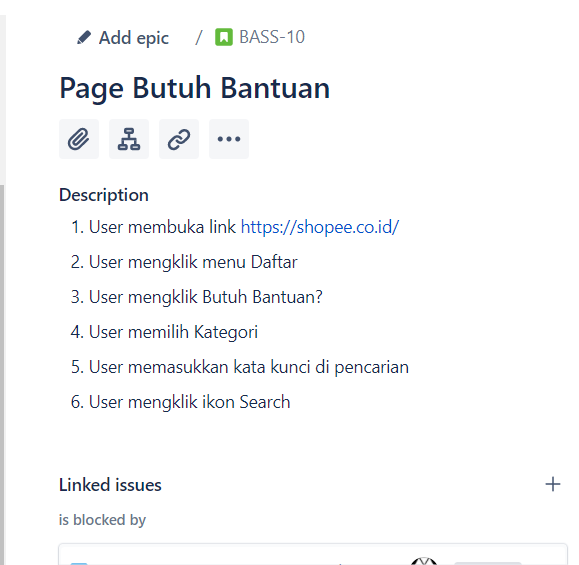 Add epic / BASS-10
Page Butuh Bantuan
Description
1. User membuka link https://shopee.co.id/
2. User mengklik menu Daftar
3. User mengklik Butuh Bantuan?
4. User memilih Kategori
5. User memasukkan kata kunci di pencarian
6. User mengklik ikon Search
Linked issues
is blocked by